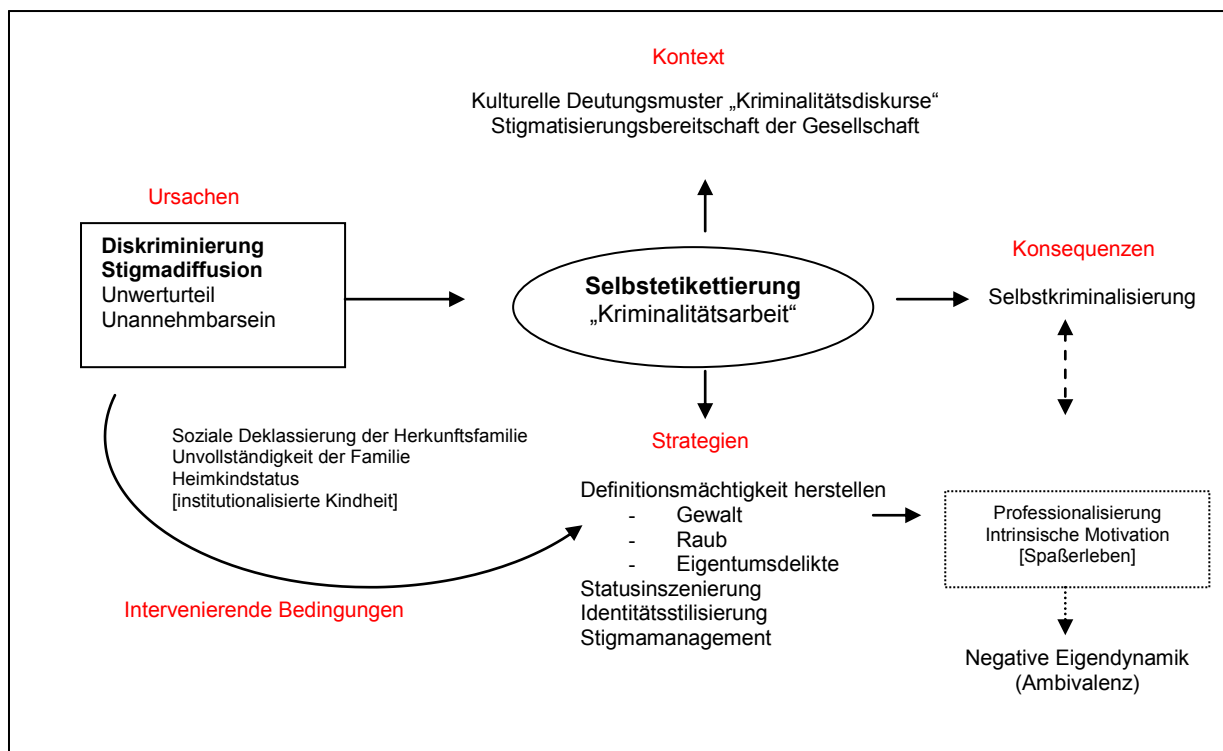 Kontext
Kulturelle Deutungsmuster „Kriminalitätsdiskurse“
Stigmatisierungsbereitschaft der Gesellschaft
Ursachen
Diskriminierung
Stigmadiffusion
Unwerturteil
Unannehmbarsein
Selbstetikettierung
„Kriminalitätsarbeit“
Konsequenzen
Selbstkriminalisierung
Soziale Deklassierung der Herkunftsfamilie
Unvollständigkeit der Familie
Heimkindstatus
[institutionalisierte Kindheit]
Intervenierende Bedingungen
Strategien
Definitionsmächtigkeit herstellen
- Gewalt
- Raub
- Eigentumsdelikte
Statusinszenierung
Identitätsstilisierung
Stigmamanagement
Professionalisierung
Intrinsische Motivation
[Spaßerleben]
Negative Eigendynamik
(Ambivalenz)